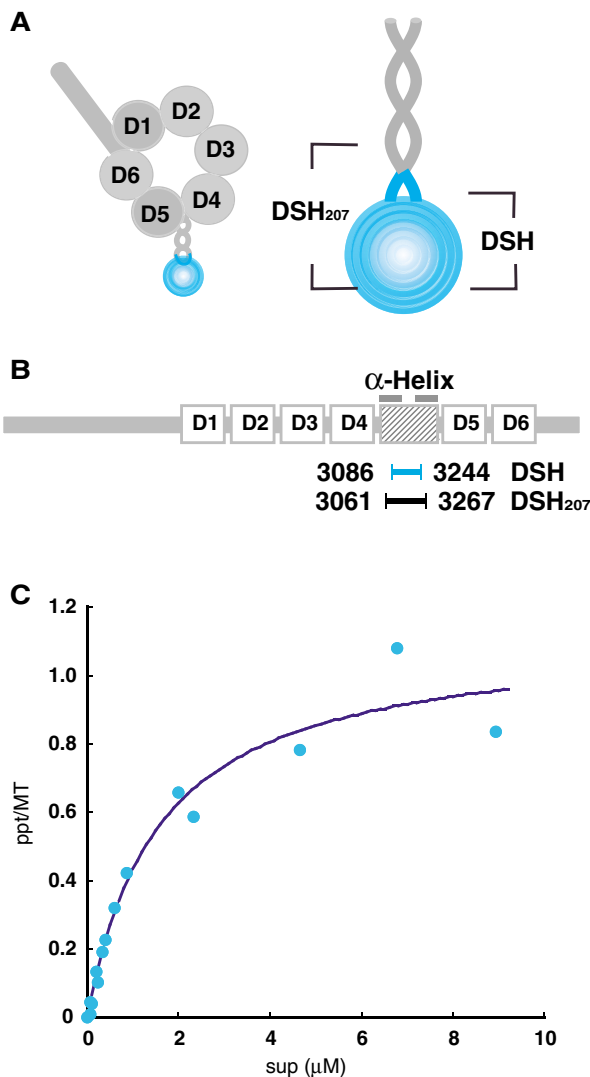 A
D1
D2
D3
D4
D5
D6
DSH207
DSH
B
α-Helix
D1 D2 D3 D4 D5 D6
3086 3244 DSH
3061 3267 DSH207
C
1.2
1.0
0.8
0.6
0.4
0.2
0
ppt/MT
0 2 4 6 8 10
sup (μM)